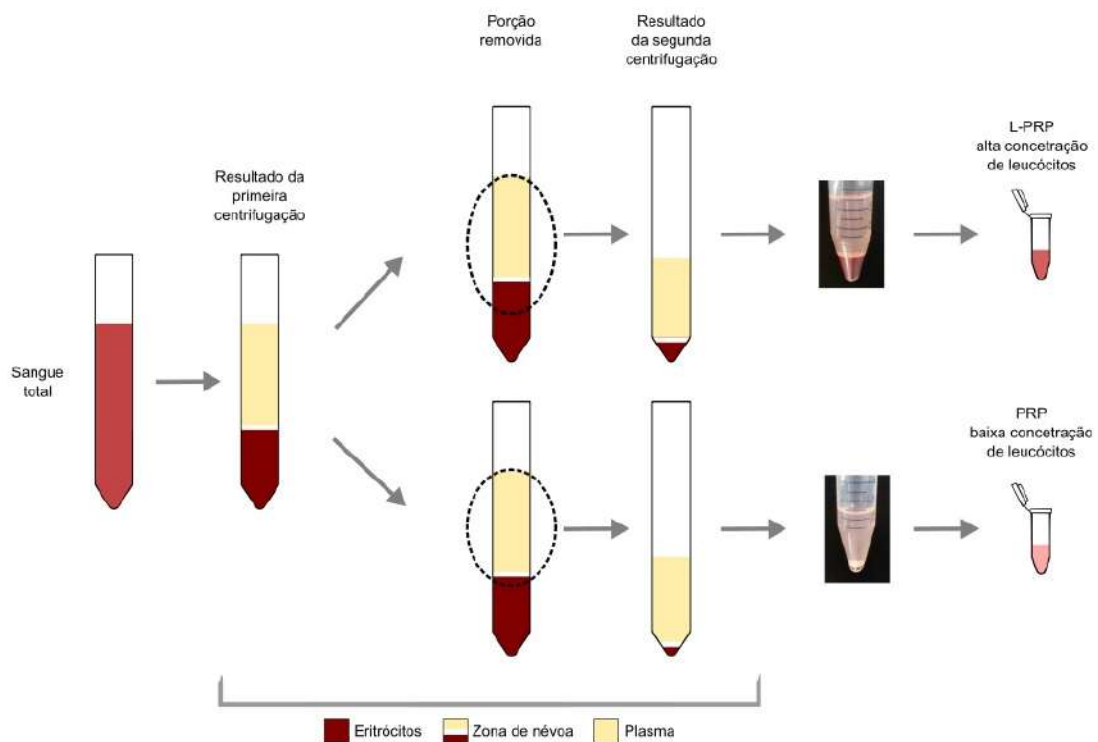 Porção
removida
Resultado
da segunda
centrifugação
L-PRP
alta concetração
de leucócitos
Resultado da
primeira
centrifugação
Sangue
total
PRP
baixa concetração
de leucócitos
Eritrócitos
Zona de névoa
Plasma